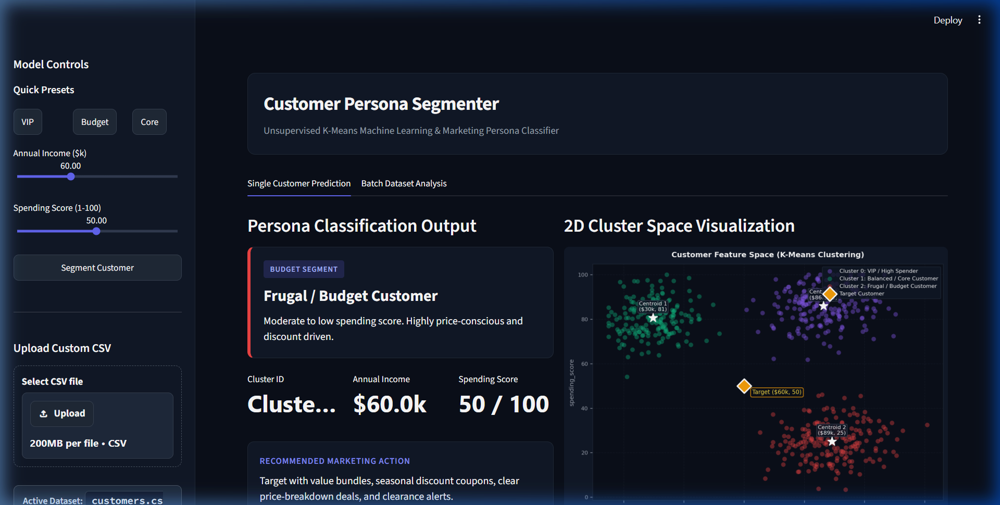 Deploy
Model Controls
Quick Presets
VIP
Budget
Core
Annual Income ($k)
60.00
Spending Score (1-100)
50.00
Segment Customer
Upload Custom CSV
Select CSV file
Upload
200MB per file • CSV
Active Dataset: customers.cs
Customer Persona Segmenter
Unsupervised K-Means Machine Learning & Marketing Persona Classifier
Single Customer Prediction
Batch Dataset Analysis
Persona Classification Output
BUDGET SEGMENT
Frugal / Budget Customer
Moderate to low spending score. Highly price-conscious and
discount driven.
Cluster ID
Annual Income
Spending Score
Cluste...
$60.0k
50 / 100
RECOMMENDED MARKETING ACTION
Target with value bundles, seasonal discount coupons, clear
price-breakdown deals, and clearance alerts.
2D Cluster Space Visualization
Customer Feature Space (K-Means Clustering)
Cluster 0: VIP / High Spender
Cluster 1: Balanced / Core Customer
Cluster 2: Frugal / Budget Customer
Target Customer
100
80
60
40
20
0
spending_score
Centroid 1
($30k, 81)
Cent
($86
Target ($60k, 50)
Centroid 2
($89k, 25)